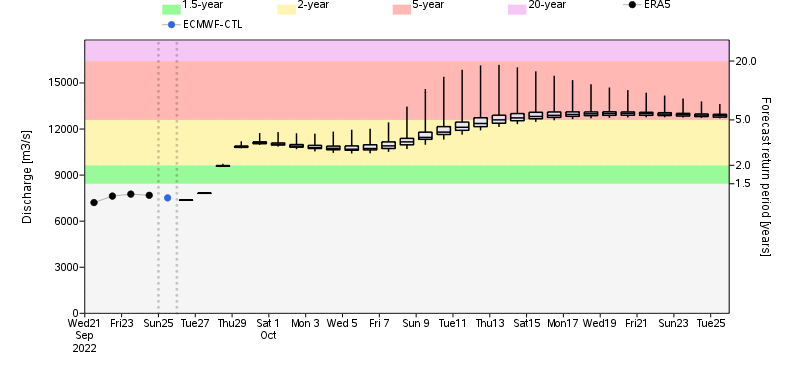 1.5-year 2-year 5-year 20-year ERA5
ECMWF-CTL
15000
12000
9000
6000
3000
0
Discharge [m3/s]
20.0
5.0
2.0
1.5
Forecast return period [years]
Wed21 Fri23 Sun25 Tue27 Thu29 Sat 1 Mon 3 Wed 5 Fri 7 Sun 9 Tue11 Thu13 Sat15 Mon17 Wed19 Fri21 Sun23 Tue25
Sep Oct
2022